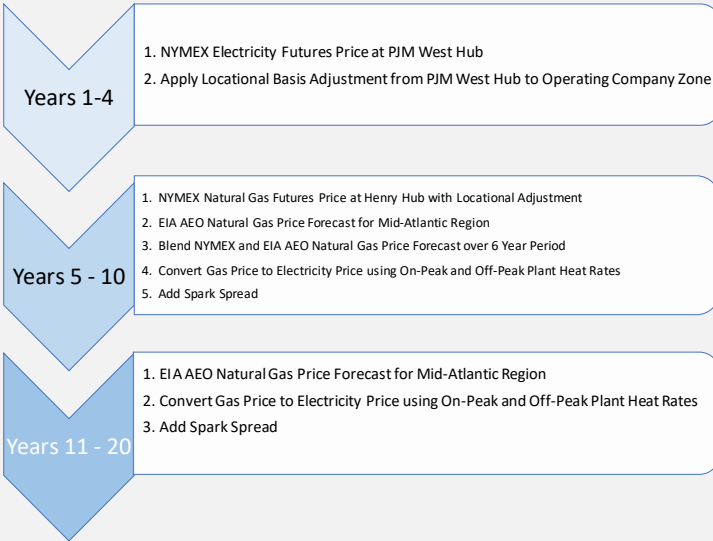 Years 1-4
1. NYMEX Electricity Futures Price at PJM West Hub
2. Apply Locational Basis Adjustment from PJM West Hub to Operating Company Zone
Years 5 - 10
1. NYMEX Natural Gas Futures Price at Henry Hub with Locational Adjustment
2. EIA AEO Natural Gas Price Forecast for Mid-Atlantic Region
3. Blend NYMEX and EIA AEO Natural Gas Price Forecast over 6 Year Period
4. Convert Gas Price to Electricity Price using On-Peak and Off-Peak Plant Heat Rates
5. Add Spark Spread
Years 11 - 20
1. EIA AEO Natural Gas Price Forecast for Mid-Atlantic Region
2. Convert Gas Price to Electricity Price using On-Peak and Off-Peak Plant Heat Rates
3. Add Spark Spread